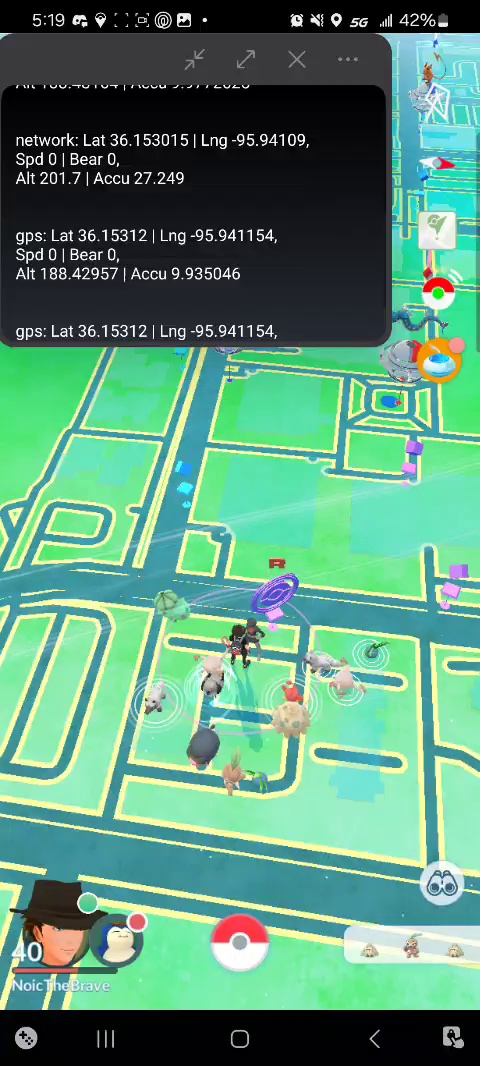 5:19
5G
42%
network: Lat 36.153015 | Lng -95.94109,
Spd 0 | Bear 0,
Alt 201.7 | Accu 27.249
gps: Lat 36.15312 | Lng -95.941154,
Spd 0 | Bear 0,
Alt 188.42957 | Accu 9.935046
gps: Lat 36.15312 | Lng -95.941154,
R
40
NoicTheBrave